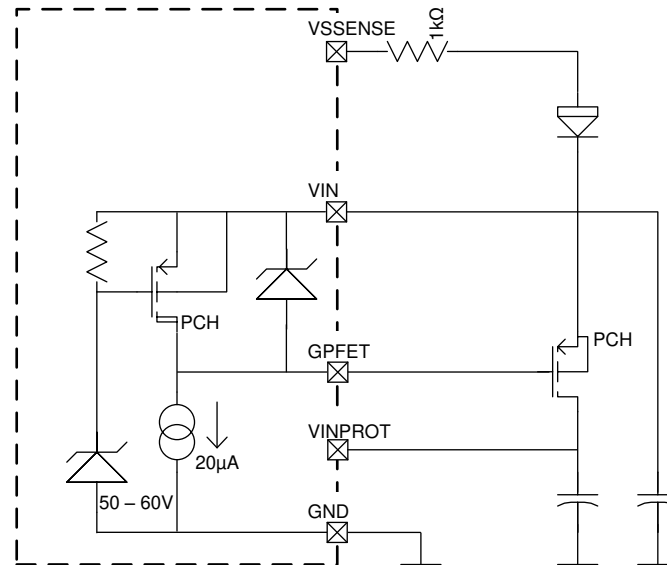 VSSENSE
1kΩ
VIN
PCH
PCH
GPFET
VINPROT
20µA
50 – 60V
GND